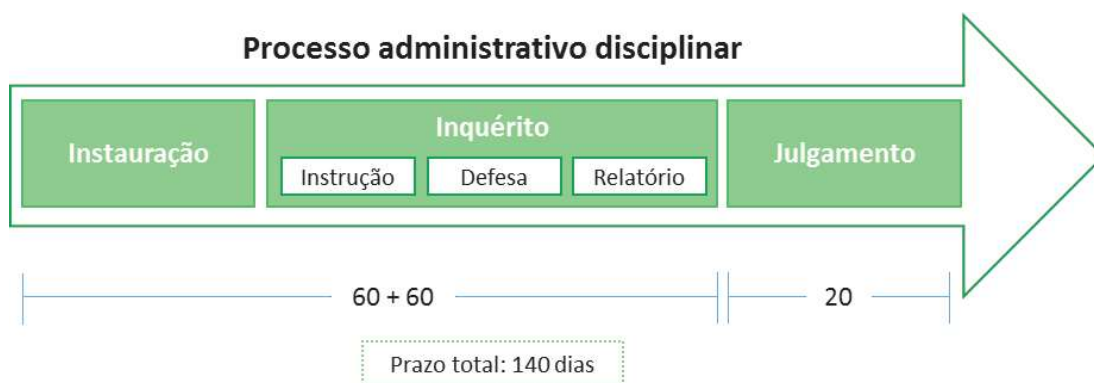 Processo administrativo disciplinar
Instauração
Inquérito
Instrução
Defesa
Relatório
Julgamento
60 + 60
20
Prazo total: 140 dias